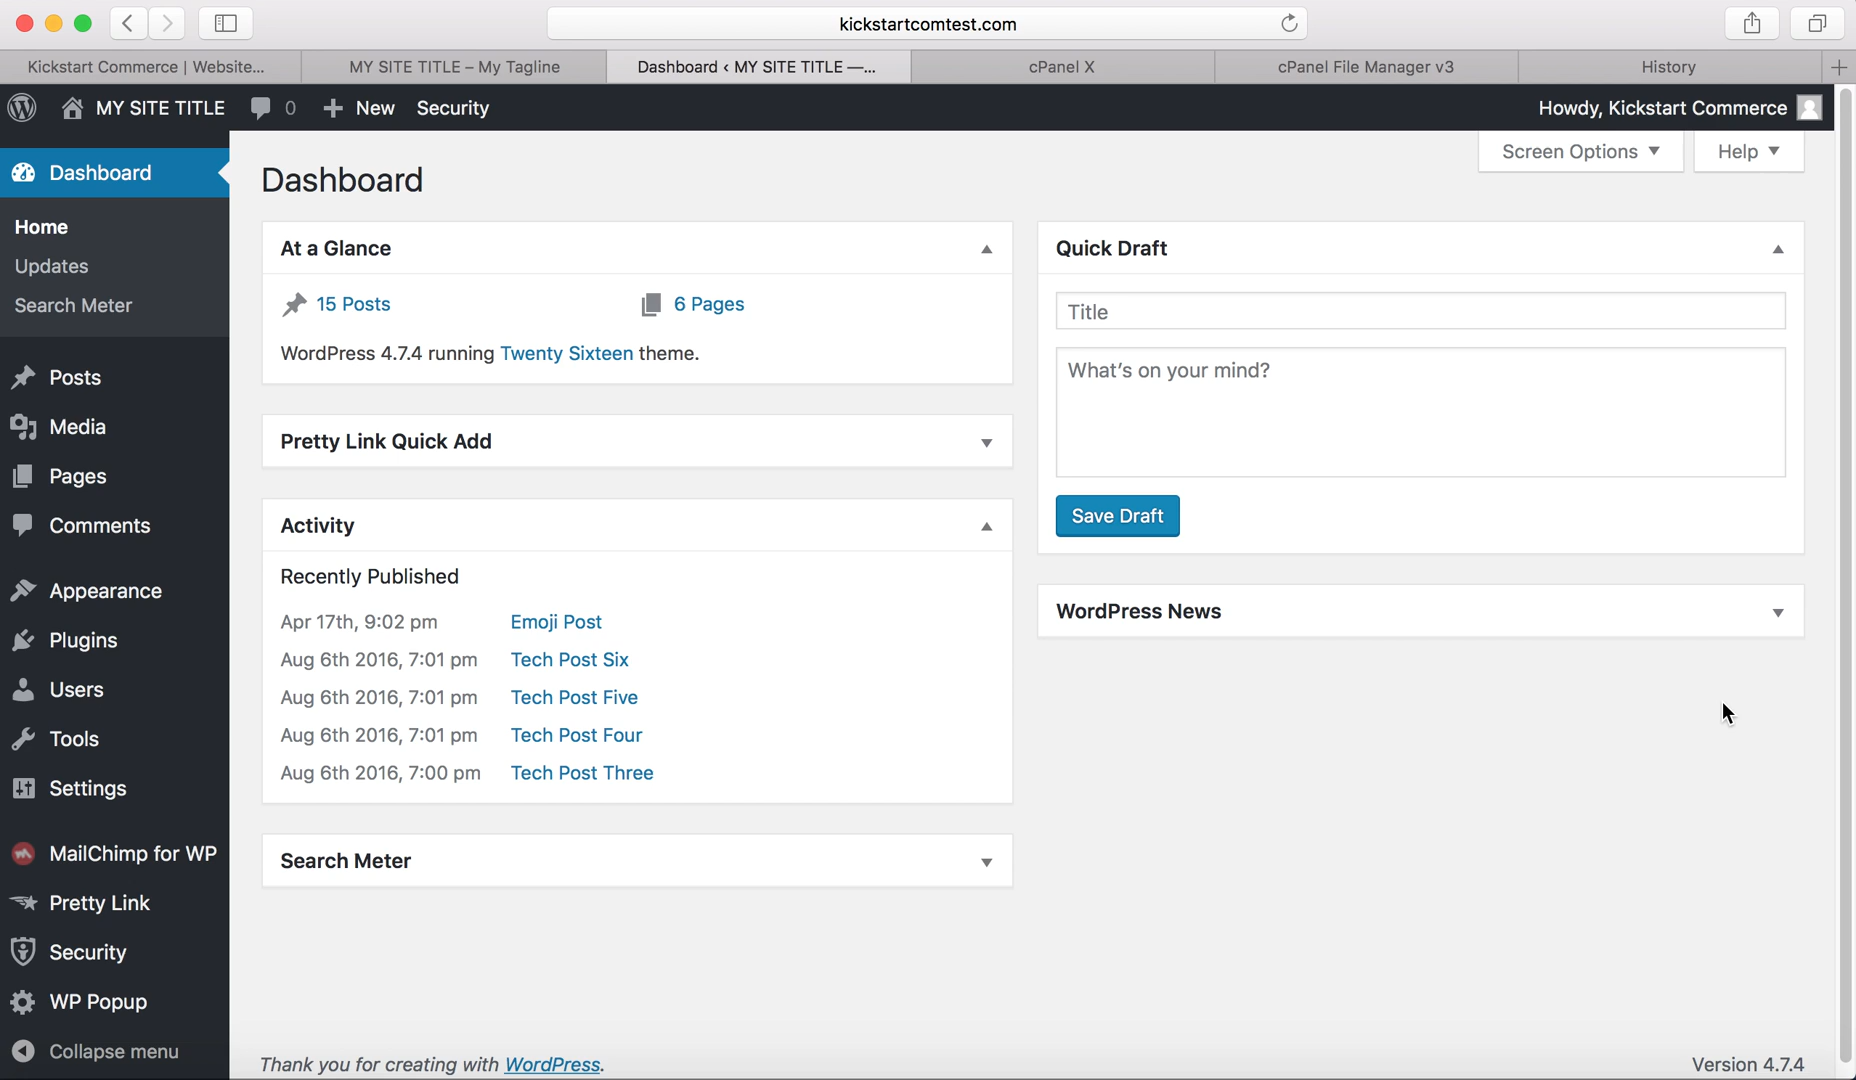 kickstartcomtest.com
Kickstart Commerce | Website...
MY SITE TITLE – My Tagline
Dashboard ‹ MY SITE TITLE —...
cPanel X
cPanel File Manager v3
History
MY SITE TITLE
0
New
Security
Howdy, Kickstart Commerce
Screen Options
Help
Dashboard
Home
Updates
Search Meter
Posts
Media
Pages
Comments
Appearance
Plugins
Users
Tools
Settings
MailChimp for WP
Pretty Link
Security
WP Popup
Collapse menu
Dashboard
At a Glance
15 Posts
6 Pages
WordPress 4.7.4 running Twenty Sixteen theme.
Pretty Link Quick Add
Activity
Recently Published
Apr 17th, 9:02 pm Emoji Post
Aug 6th 2016, 7:01 pm Tech Post Six
Aug 6th 2016, 7:01 pm Tech Post Five
Aug 6th 2016, 7:01 pm Tech Post Four
Aug 6th 2016, 7:00 pm Tech Post Three
Search Meter
Quick Draft
Title
What's on your mind?
Save Draft
WordPress News
Thank you for creating with WordPress.
Version 4.7.4